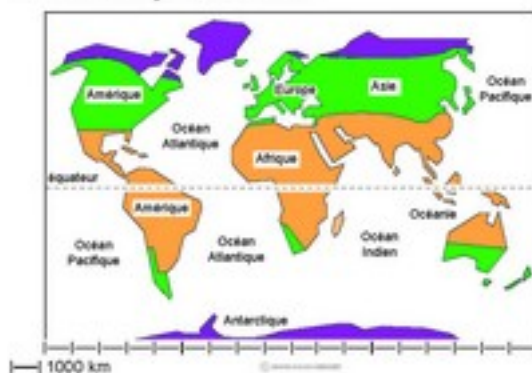 Amérique
Europe
Asie
Océan
Pacifique
Océan
Atlantique
Afrique
équateur
Amérique
Océanie
Océan
Pacifique
Océan
Atlantique
Océan
Indien
Antarctique
1000 km